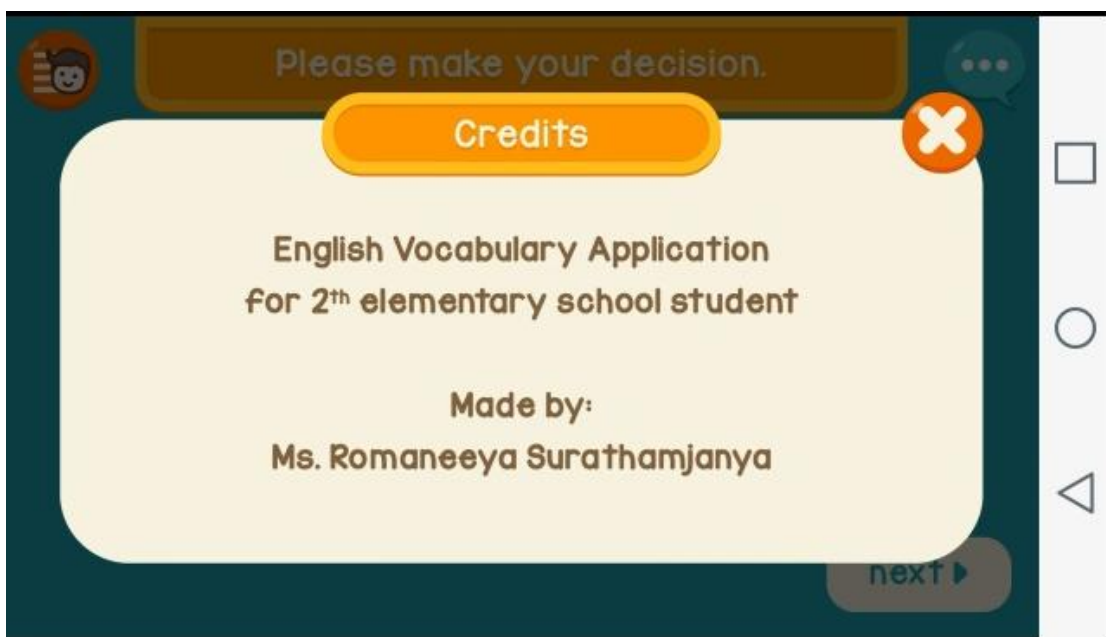 Please make your decision.
Credits
English Vocabulary Application
for 2th elementary school student
Made by:
Ms. Romaneeya Surathamjanya
next